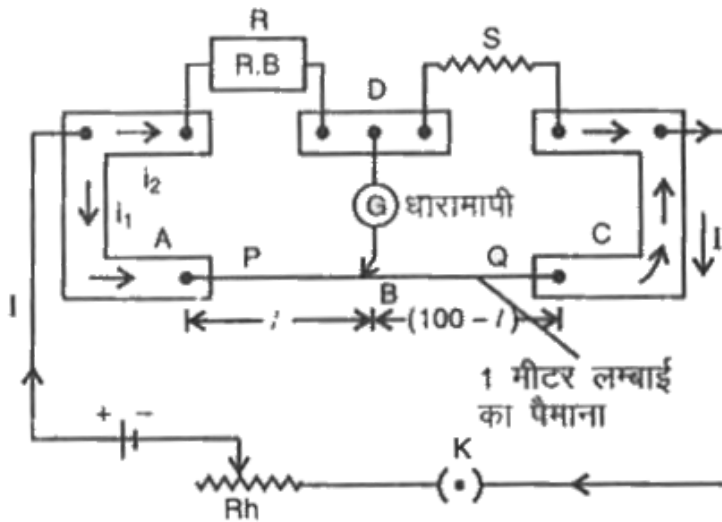 R
R.B
S
D
i₂
i₁
G धारामापी
A
P
Q
C
I
I
B
l
(100 – l)
1 मीटर लम्बाई
का पैमाना
+ –
K
Rh